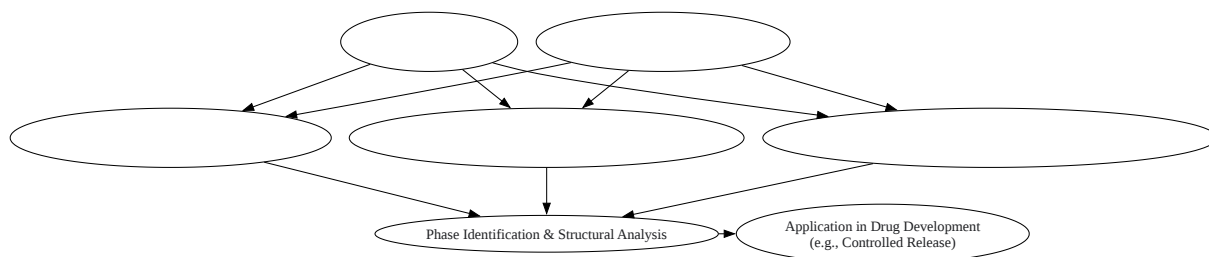 Phase Identification & Structural Analysis
Application in Drug Development
(e.g., Controlled Release)